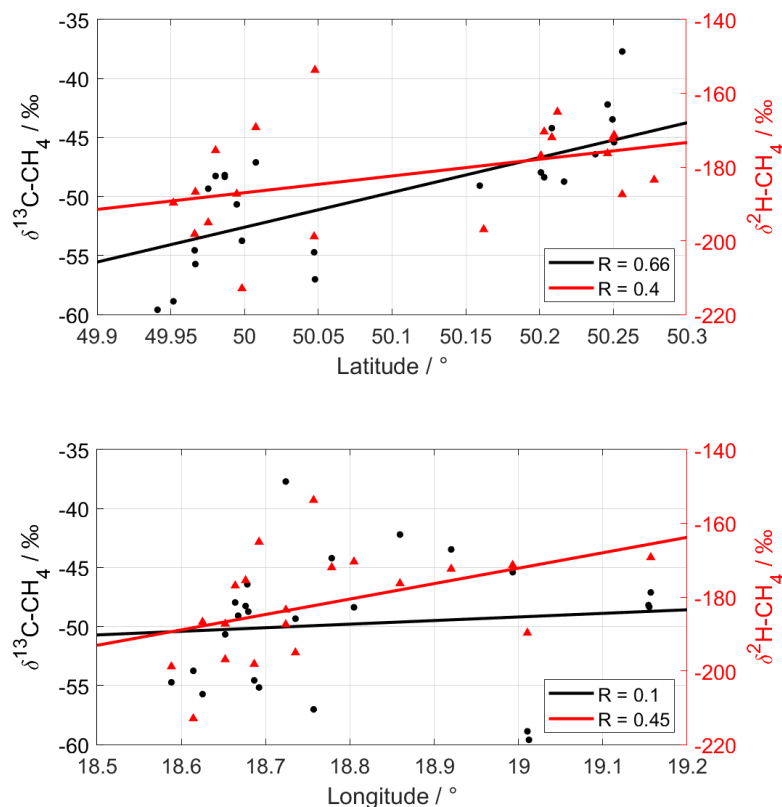 -35
-40
-45
-50
-55
-60
δ13C-CH4 / ‰
-140
-160
-180
-200
-220
δ2H-CH4 / ‰
R = 0.66
R = 0.4
49.9 49.95 50 50.05 50.1 50.15 50.2 50.25 50.3
Latitude / °
-35
-40
-45
-50
-55
-60
δ13C-CH4 / ‰
-140
-160
-180
-200
-220
δ2H-CH4 / ‰
R = 0.1
R = 0.45
18.5 18.6 18.7 18.8 18.9 19 19.1 19.2
Longitude / °